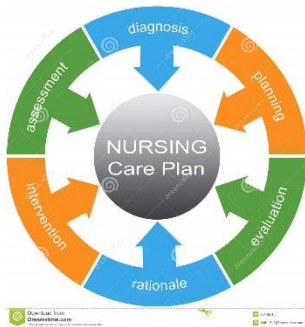 diagnosis
planning
evaluation
rationale
intervention
assessment
NURSING
Care Plan
Download from
Dreamstime.com